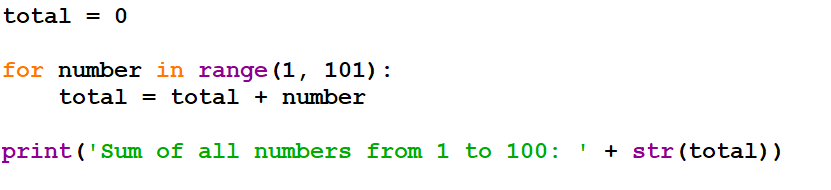 total = 0
for number in range(1, 101):
    total = total + number
print('Sum of all numbers from 1 to 100: ' + str(total))